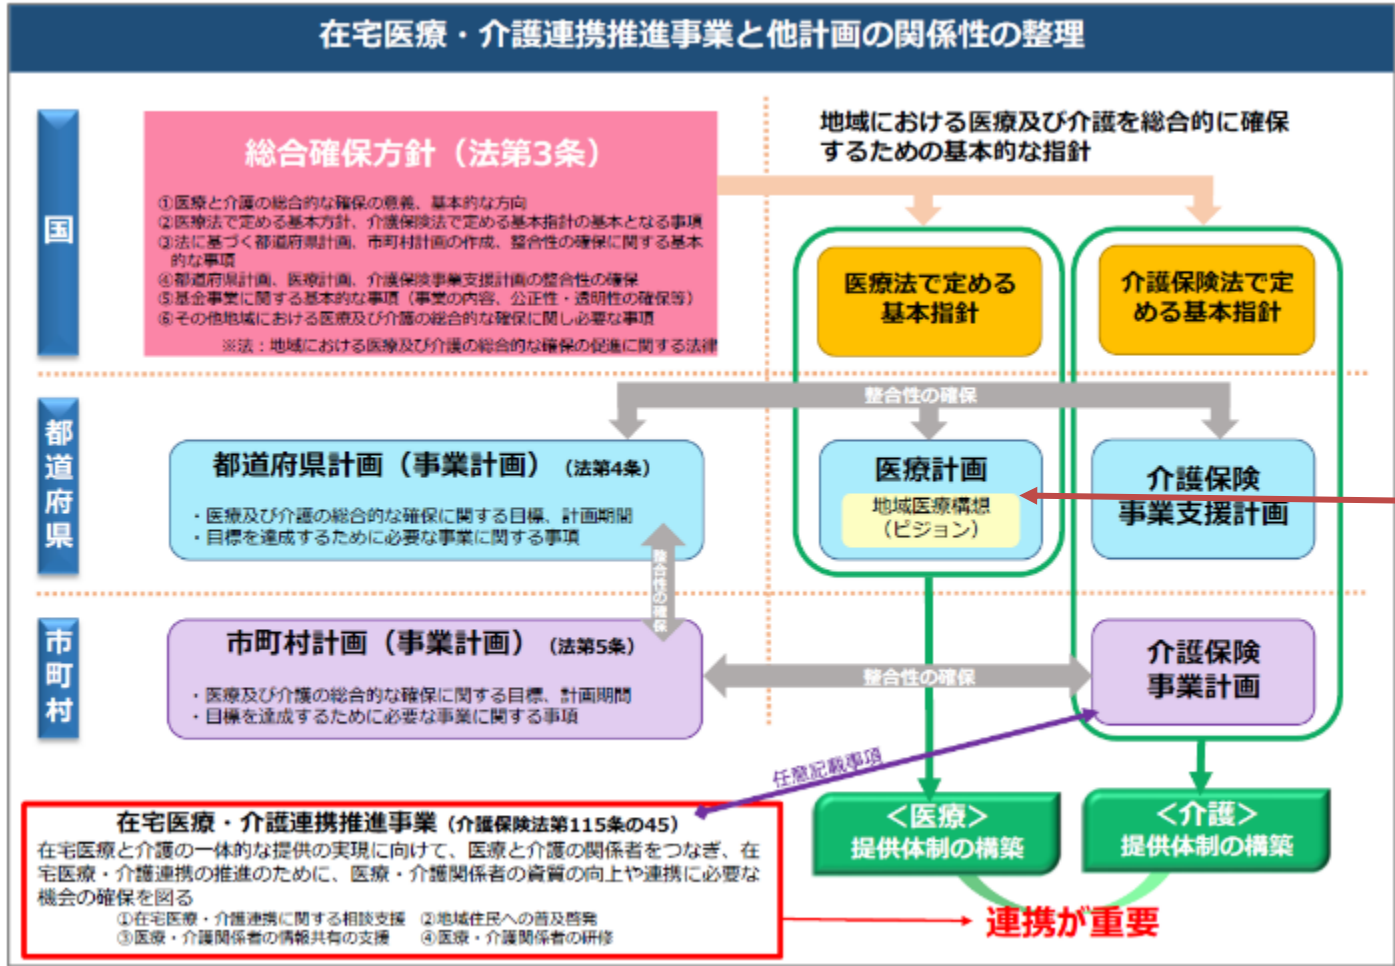 在宅医療・介護連携推進事業と他計画の関係性の整理
国
総合確保方針（法第3条）
①医療と介護の総合的な確保の意義、基本的な方向
②医療法で定める基本方針、介護保険法で定める基本指針の基本となる事項
③法に基づく都道府県計画、市町村計画の作成、整合性の確保に関する基本
的な事項
④都道府県計画、医療計画、介護保険事業支援計画の整合性の確保
⑤基金事業に関する基本的な事項（事業の内容、公正性・透明性の確保等）
⑥その他地域における医療及び介護の総合的な確保に関し必要な事項
※法：地域における医療及び介護の総合的な確保の促進に関する法律
地域における医療及び介護を総合的に確保
するための基本的な指針
医療法で定める
基本指針
介護保険法で定
める基本指針
都道府県
整合性の確保
都道府県計画（事業計画）（法第4条）
・医療及び介護の総合的な確保に関する目標、計画期間
・目標を達成するために必要な事業に関する事項
医療計画
地域医療構想
（ビジョン）
介護保険
事業支援計画
整合性の確保
市町村
市町村計画（事業計画）（法第5条）
・医療及び介護の総合的な確保に関する目標、計画期間
・目標を達成するために必要な事業に関する事項
整合性の確保
介護保険
事業計画
任意記載事項
在宅医療・介護連携推進事業（介護保険法第115条の45）
在宅医療と介護の一体的な提供の実現に向けて、医療と介護の関係者をつなぎ、在
宅医療・介護連携の推進のために、医療・介護関係者の資質の向上や連携に必要な
機会の確保を図る
①在宅医療・介護連携に関する相談支援　②地域住民への普及啓発
③医療・介護関係者の情報共有の支援　④医療・介護関係者の研修
＜医療＞
提供体制の構築
＜介護＞
提供体制の構築
連携が重要